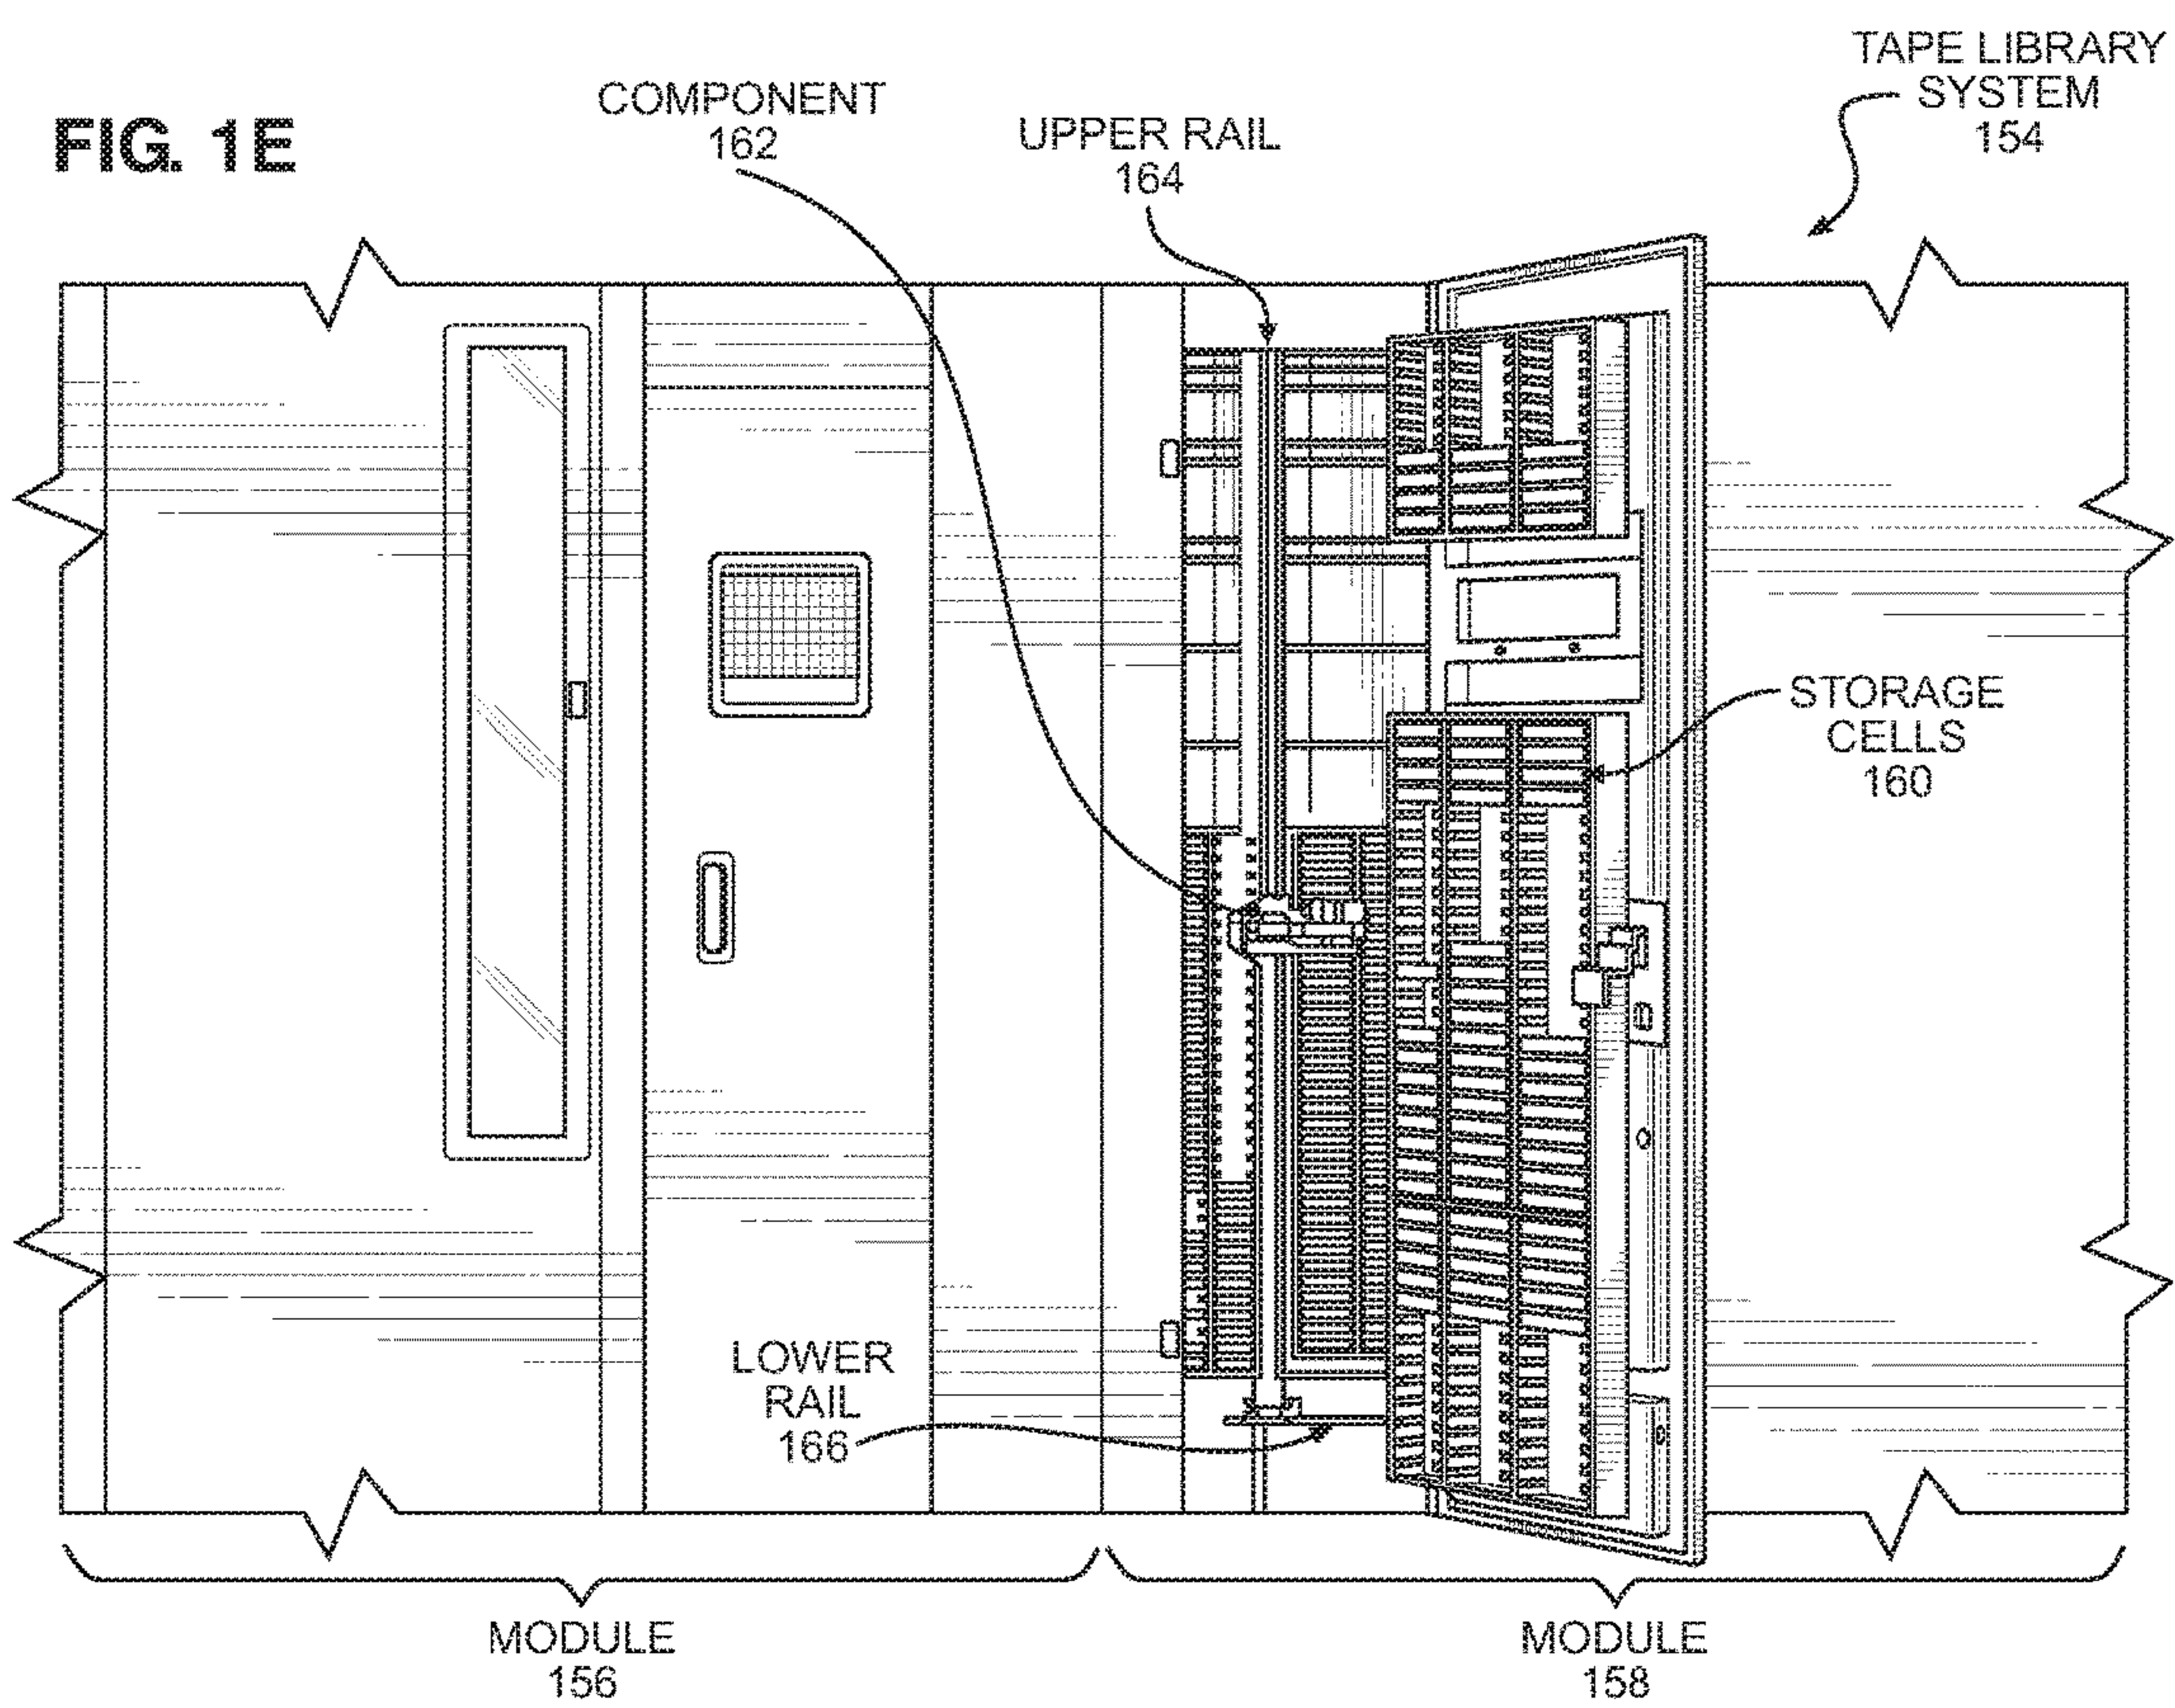 FIG. 1E
COMPONENT
162
UPPER RAIL
164
TAPE LIBRARY
SYSTEM
154
STORAGE
CELLS
160
LOWER
RAIL
166
MODULE
156
MODULE
158